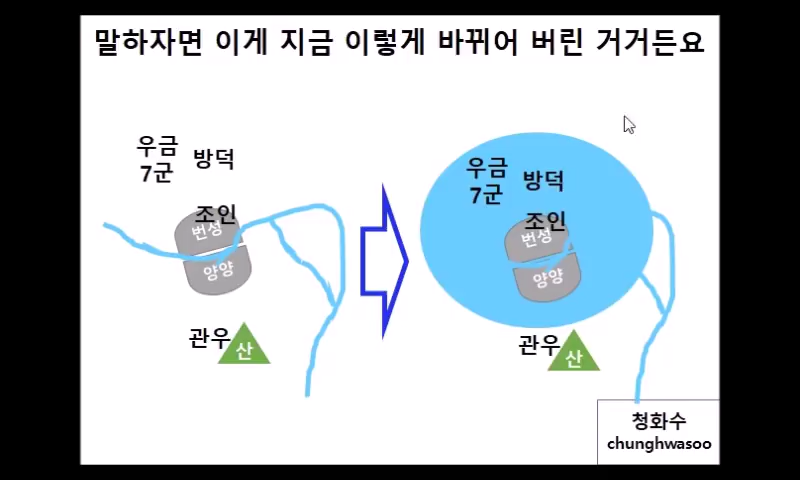 말하자면 이게 지금 이렇게 바뀌어 버린 거거든요
우금
7군
방덕
조인
번성
양양
관우
산
우금
7군
방덕
조인
번성
양양
관우
산
청화수
chunghwasoo